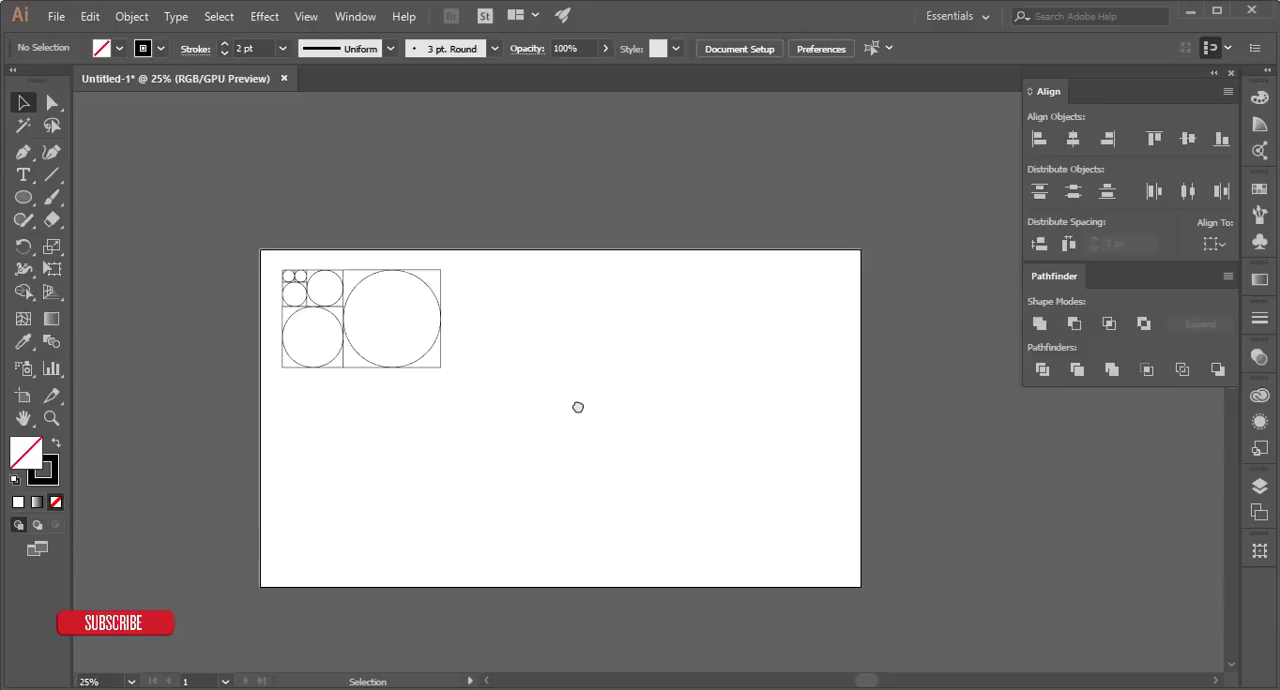 Ai File Edit Object Type Select Effect View Window Help Br St Essentials Search Adobe Help
No Selection Stroke: 2 pt Uniform 3 pt. Round Opacity: 100% Style: Document Setup Preferences
Untitled-1* @ 25% (RGB/GPU Preview)
Align
Align Objects:
Distribute Objects:
Distribute Spacing: Align To:
0 px
Pathfinder
Shape Modes:
Expand
Pathfinders:
SUBSCRIBE
25% 1 Selection